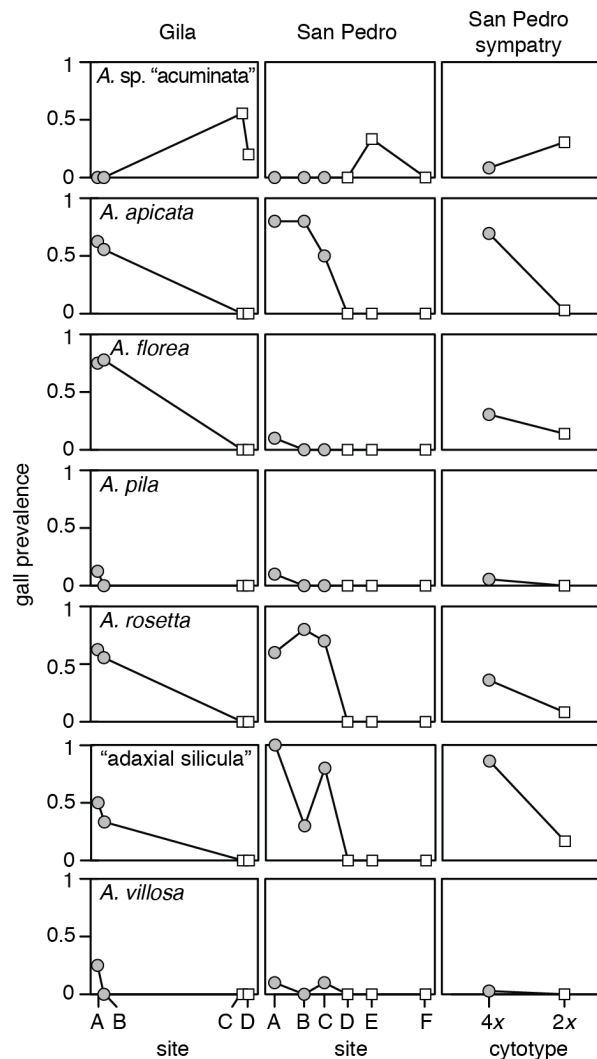 Gila
San Pedro
San Pedro
sympatry
gall prevalence
1
0.5
0
A. sp. “acuminata”
1
0.5
0
A. apicata
1
0.5
0
A. florea
1
0.5
0
A. pila
1
0.5
0
A. rosetta
1
0.5
0
“adaxial silicula”
1
0.5
0
A. villosa
A B C D
A B C D E F
4x 2x
site
site
cytotype